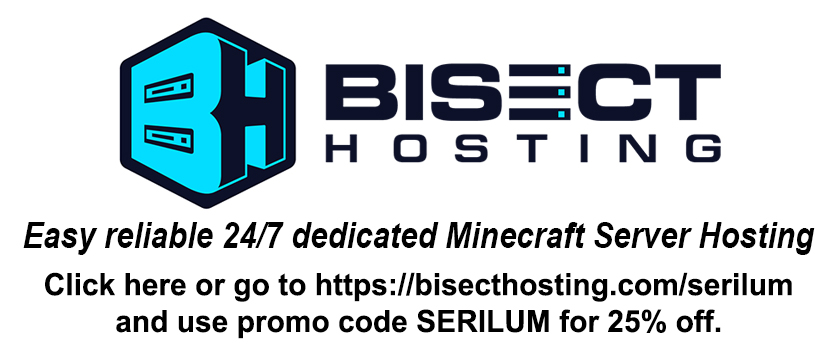 BH
BISECT
HOSTING
Easy reliable 24/7 dedicated Minecraft Server Hosting
Click here or go to https://bisecthosting.com/serilum
and use promo code SERILUM for 25% off.